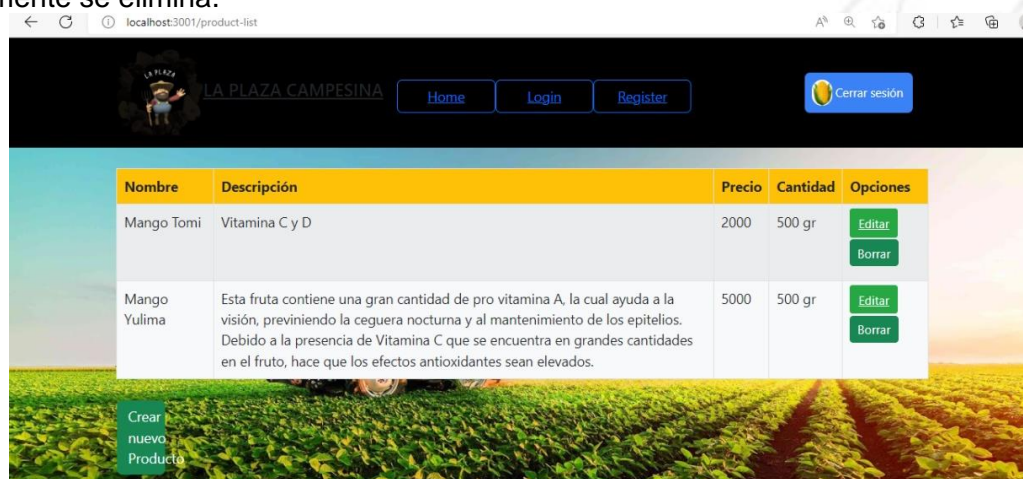 mente se elimina.
localhost:3001/product-list
LA PLAZA
LA PLAZA CAMPESINA
Home Login Register
Cerrar sesión
Nombre Descripción Precio Cantidad Opciones
Mango Tomi Vitamina C y D 2000 500 gr Editar
Borrar
Mango Esta fruta contiene una gran cantidad de pro vitamina A, la cual ayuda a la 5000 500 gr Editar
Yulima visión, previniendo la ceguera nocturna y al mantenimiento de los epitelios. Borrar
Debido a la presencia de Vitamina C que se encuentra en grandes cantidades
en el fruto, hace que los efectos antioxidantes sean elevados.
Crear
nuevo
Producto